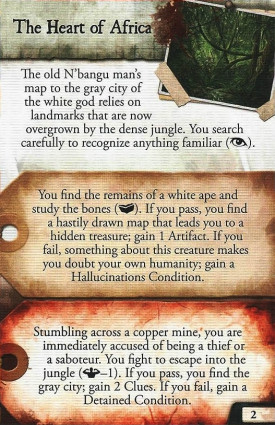 The Heart of Africa
The old N'bangu man's
map to the gray city of
the white god relies on
landmarks that are now
overgrown by the dense jungle. You search
carefully to recognize anything familiar ( ).
You find the remains of a white ape and
study the bones ( ). If you pass, you find
a hastily drawn map that leads you to a
hidden treasure; gain 1 Artifact. If you
fail, something about this creature makes
you doubt your own humanity; gain a
Hallucinations Condition.
Stumbling across a copper mine, you are
immediately accused of being a thief or
a saboteur. You fight to escape into the
jungle ( –1). If you pass, you find the
gray city; gain 2 Clues. If you fail, gain a
Detained Condition.
2